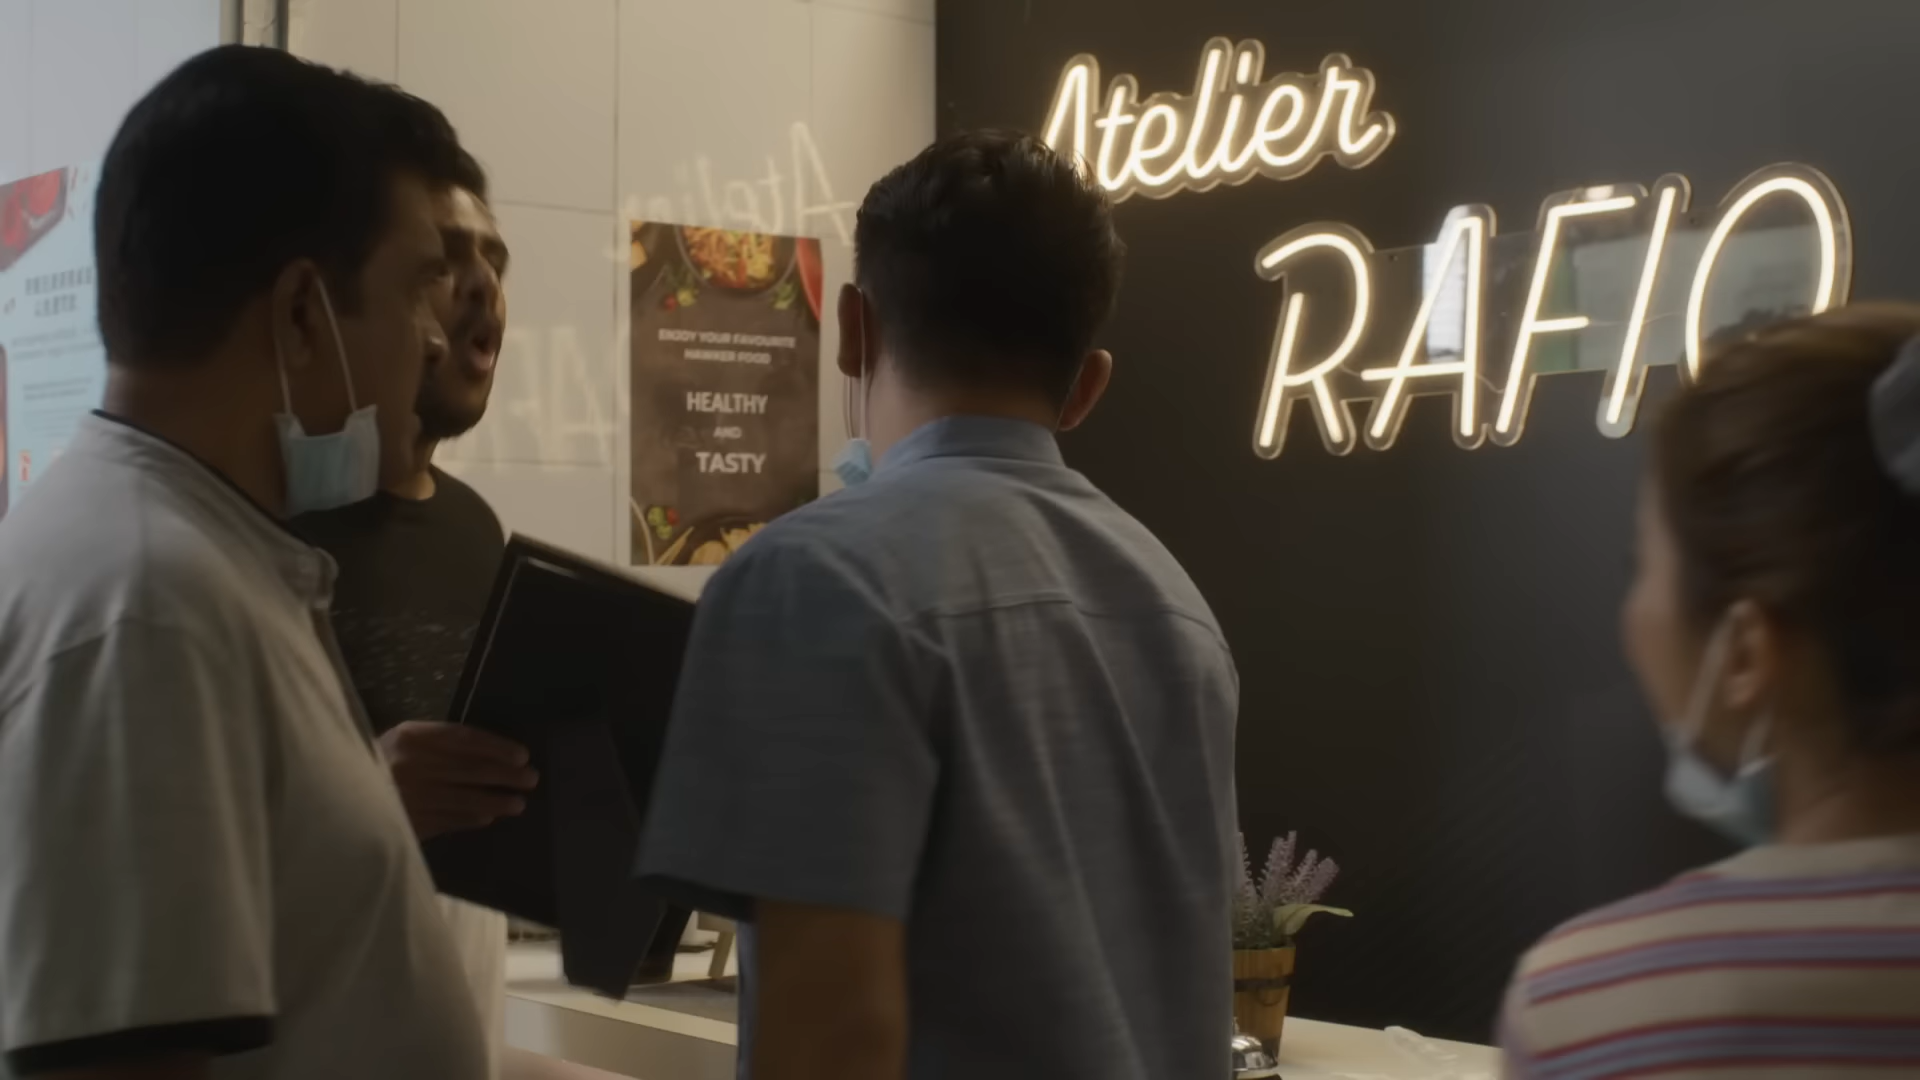 Atelier
RAFIQ
ENJOY YOUR FAVOURITE
HAWKER FOOD
HEALTHY
AND
TASTY